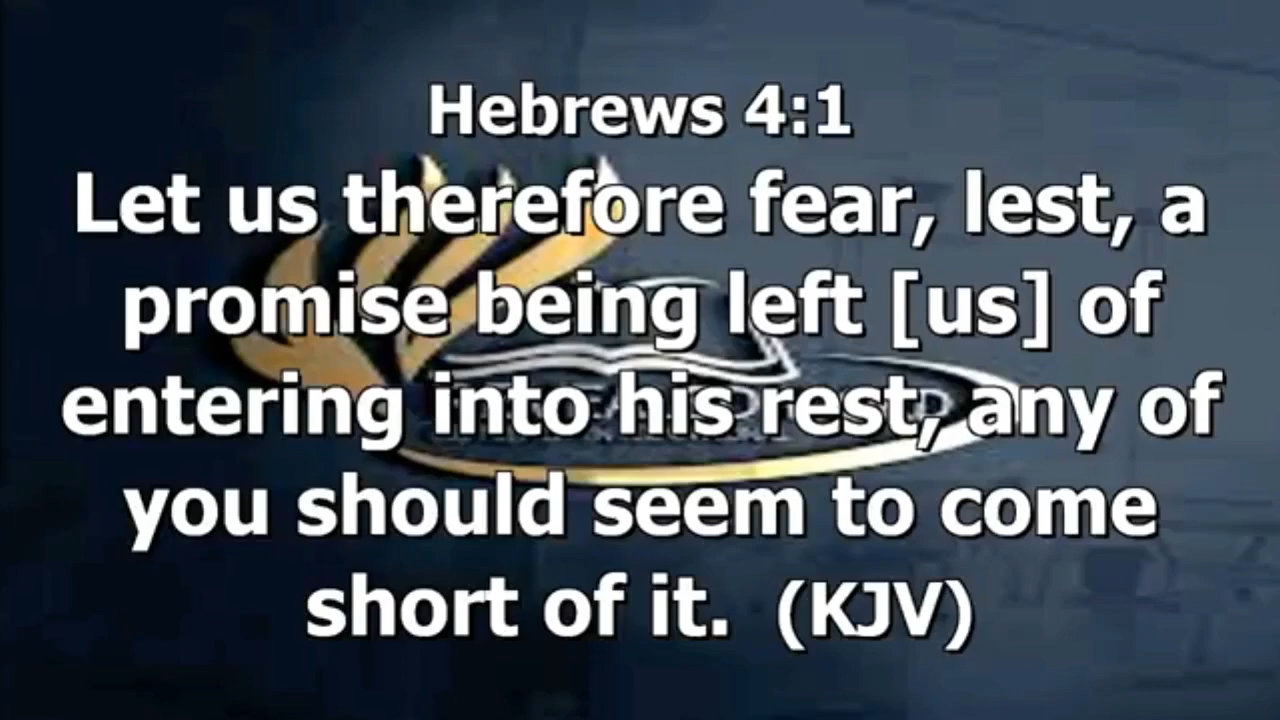 Hebrews 4:1
Let us therefore fear, lest, a
promise being left [us] of
entering into his rest, any of
you should seem to come
short of it. (KJV)